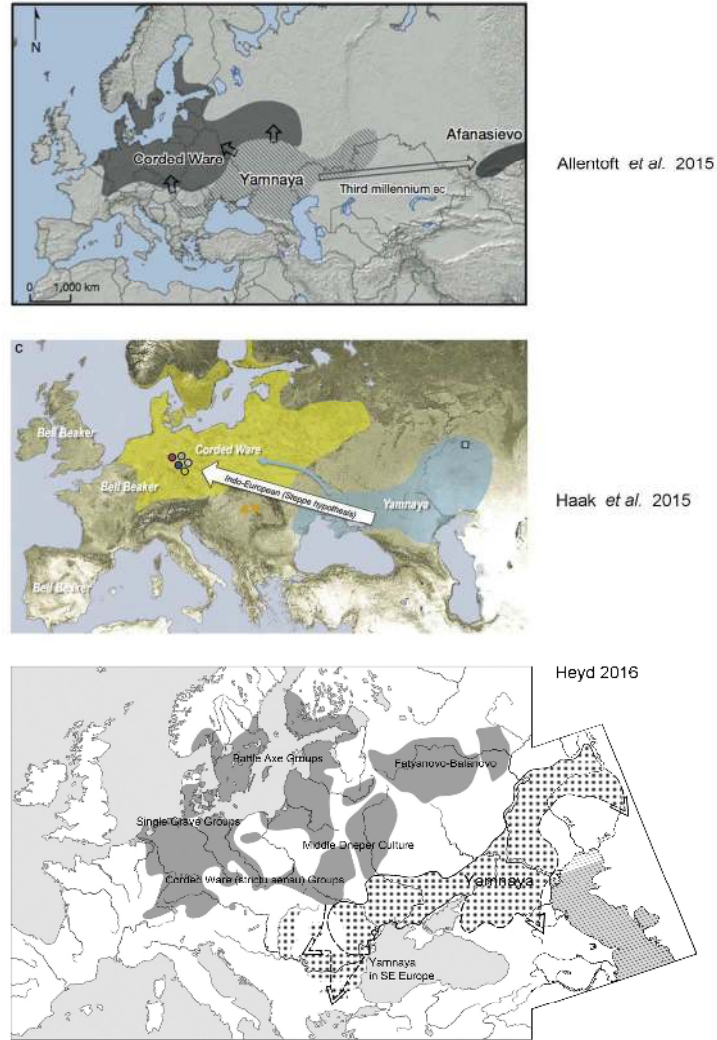 N
Corded Ware
Yamnaya
Afanasievo
Third millennium BC
0 1,000 km
Allentoft et al. 2015
C
Bell Beaker
Corded Ware
Bell Beaker
Indo-European (Steppe hypothesis)
Yamnaya
Bell Beaker
Haak et al. 2015
Heyd 2016
Battle Axe Groups
Fatyanovo-Balanovo
Single Grave Groups
Middle Dneper Culture
Corded Ware (strictu sensu) Groups
Yamnaya
Yamnaya
in SE Europe